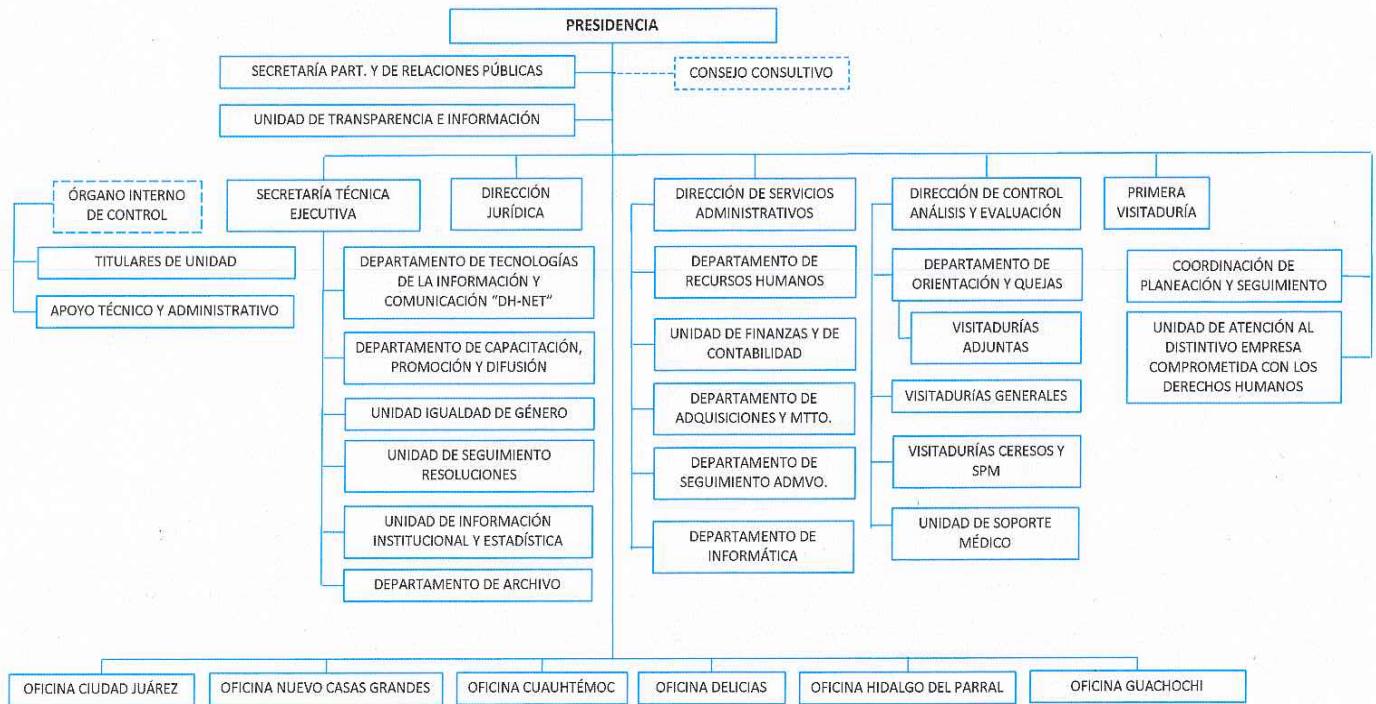 PRESIDENCIA
SECRETARÍA PART. Y DE RELACIONES PÚBLICAS
CONSEJO CONSULTIVO
UNIDAD DE TRANSPARENCIA E INFORMACIÓN
ÓRGANO INTERNO
DE CONTROL
TITULARES DE UNIDAD
APOYO TÉCNICO Y ADMINISTRATIVO
SECRETARÍA TÉCNICA
EJECUTIVA
DEPARTAMENTO DE TECNOLOGÍAS
DE LA INFORMACIÓN Y
COMUNICACIÓN "DH-NET"
DEPARTAMENTO DE CAPACITACIÓN,
PROMOCIÓN Y DIFUSIÓN
UNIDAD IGUALDAD DE GÉNERO
UNIDAD DE SEGUIMIENTO
RESOLUCIONES
UNIDAD DE INFORMACIÓN
INSTITUCIONAL Y ESTADÍSTICA
DEPARTAMENTO DE ARCHIVO
DIRECCIÓN
JURÍDICA
DIRECCIÓN DE SERVICIOS
ADMINISTRATIVOS
DEPARTAMENTO DE
RECURSOS HUMANOS
UNIDAD DE FINANZAS Y DE
CONTABILIDAD
DEPARTAMENTO DE
ADQUISICIONES Y MTTO.
DEPARTAMENTO DE
SEGUIMIENTO ADMVO.
DEPARTAMENTO DE
INFORMÁTICA
DIRECCIÓN DE CONTROL
ANÁLISIS Y EVALUACIÓN
DEPARTAMENTO DE
ORIENTACIÓN Y QUEJAS
VISITADURÍAS
ADJUNTAS
VISITADURÍAS GENERALES
VISITADURÍAS CERESOS Y
SPM
UNIDAD DE SOPORTE
MÉDICO
PRIMERA
VISITADURÍA
COORDINACIÓN DE
PLANEACIÓN Y SEGUIMIENTO
UNIDAD DE ATENCIÓN AL
DISTINTIVO EMPRESA
COMPROMETIDA CON LOS
DERECHOS HUMANOS
OFICINA CIUDAD JUÁREZ
OFICINA NUEVO CASAS GRANDES
OFICINA CUAUHTÉMOC
OFICINA DELICIAS
OFICINA HIDALGO DEL PARRAL
OFICINA GUACHOCHI